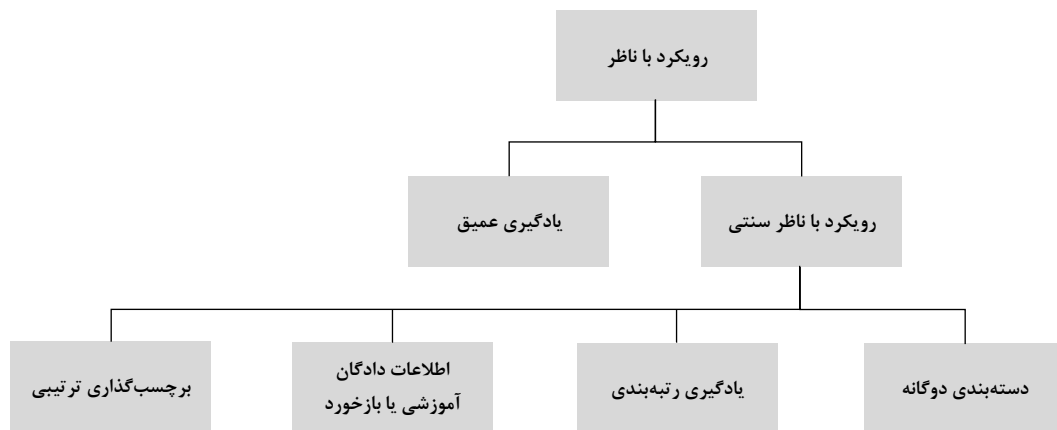 رویکرد با ناظر
رویکرد با ناظر سنتی
یادگیری عمیق
دسته‌بندی دوگانه
یادگیری رتبه‌بندی
اطلاعات دادگان
آموزشی یا بازخورد
برچسب‌گذاری ترتیبی